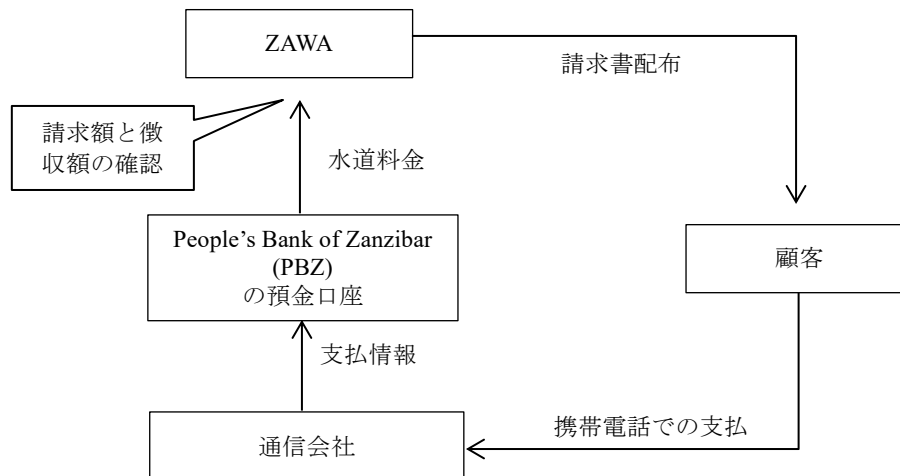 ZAWA
請求書配布
請求額と徴
収額の確認
水道料金
People’s Bank of Zanzibar
(PBZ)
の預金口座
顧客
支払情報
携帯電話での支払
通信会社